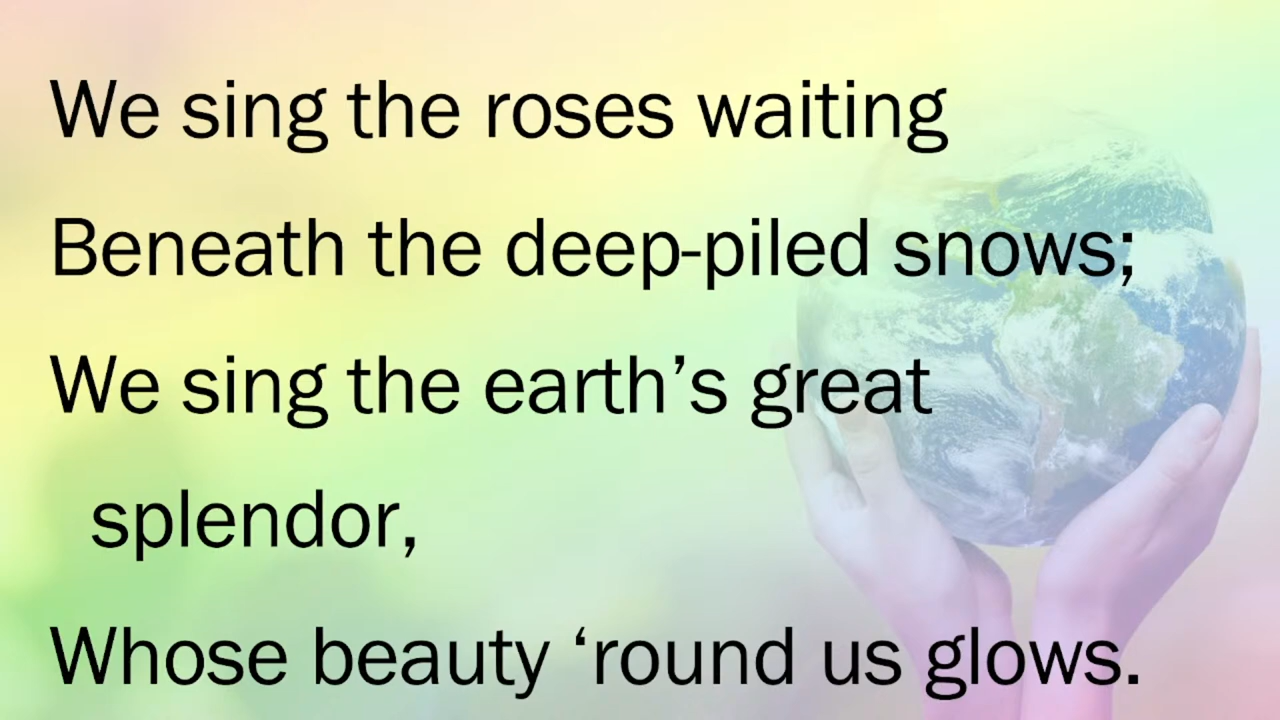 We sing the roses waiting
Beneath the deep-piled snows;
We sing the earth’s great
splendor,
Whose beauty ‘round us glows.